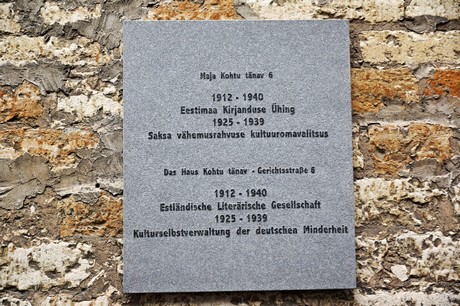 Maja Kohtu tänav 6
1912 - 1940
Eestimaa Kirjanduse Ühing
1925 - 1939
Saksa vähemusrahvuse kultuuromavalitsus
Das Haus Kohtu tänav - Gerichtsstraße 6
1912 - 1940
Estländische Literärische Gesellschaft
1925 - 1939
Kulturselbstverwaltung der deutschen Minderheit